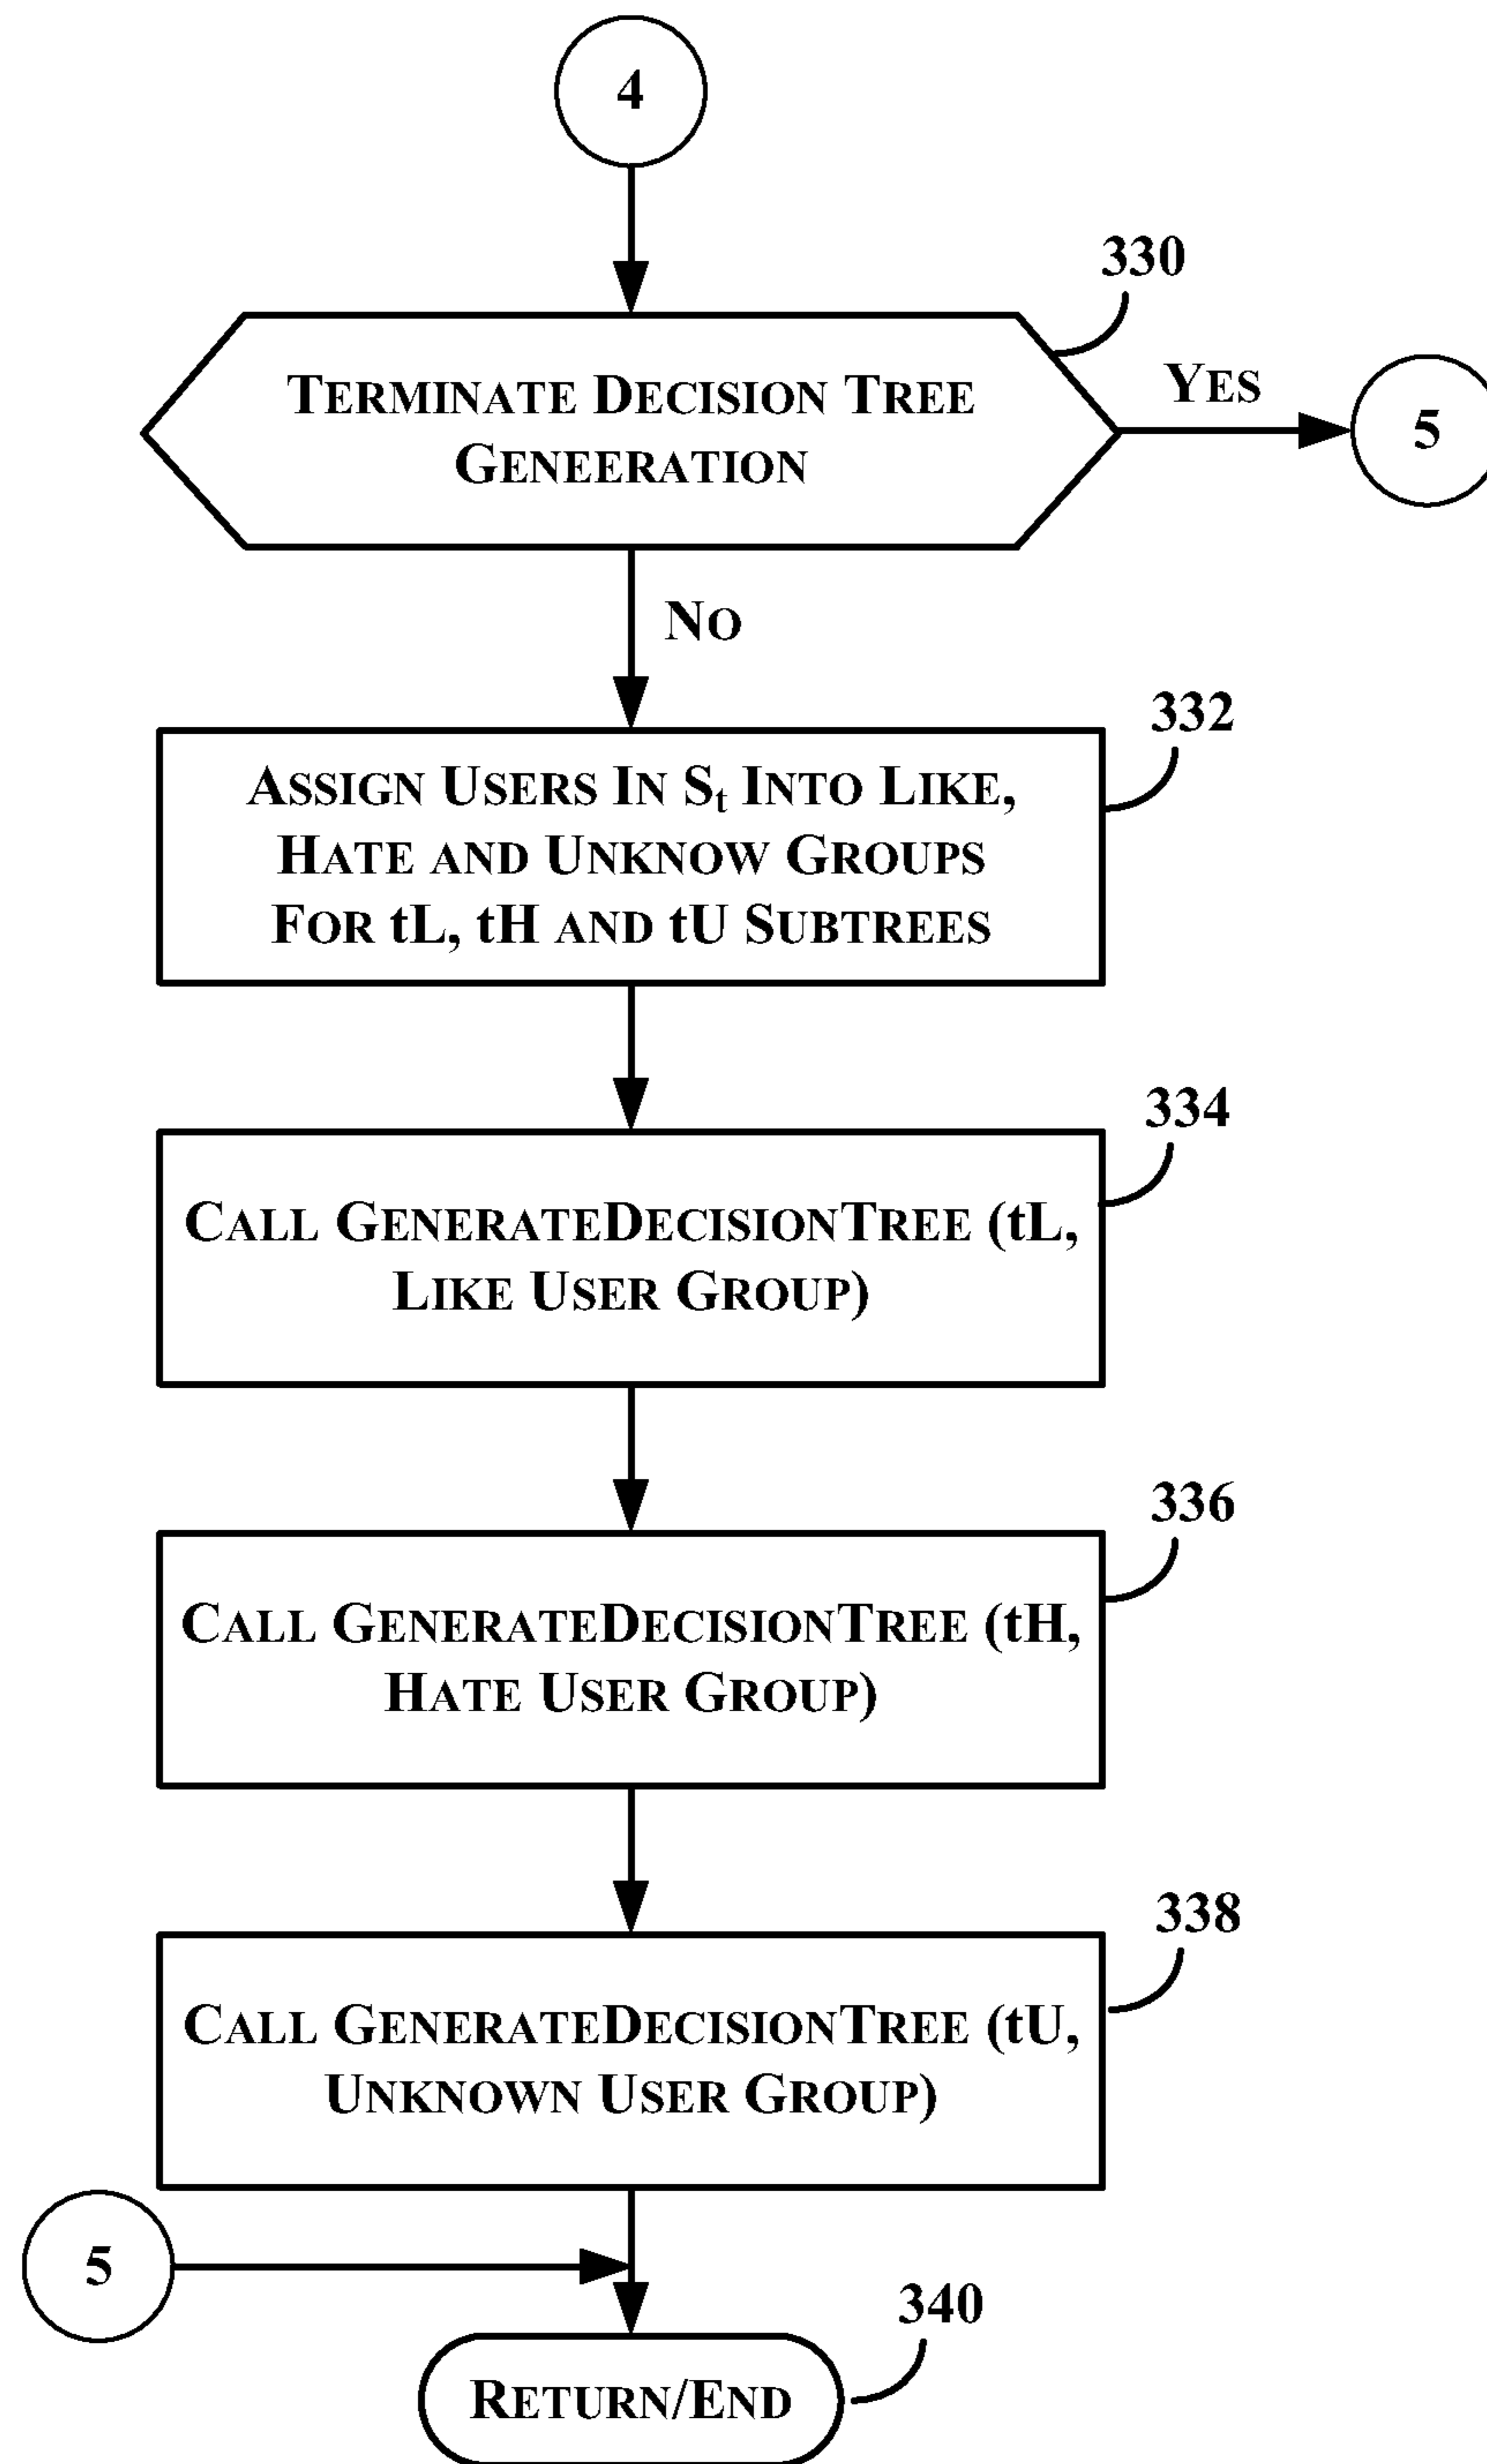 4
330
TERMINATE DECISION TREE
GENEERATION
YES
5
NO
332
ASSIGN USERS IN St INTO LIKE,
HATE AND UNKNOW GROUPS
FOR tL, tH AND tU SUBTREES
334
CALL GENERATEDECISIONTREE (tL,
LIKE USER GROUP)
336
CALL GENERATEDECISIONTREE (tH,
HATE USER GROUP)
338
CALL GENERATEDECISIONTREE (tU,
UNKNOWN USER GROUP)
5
340
RETURN/END